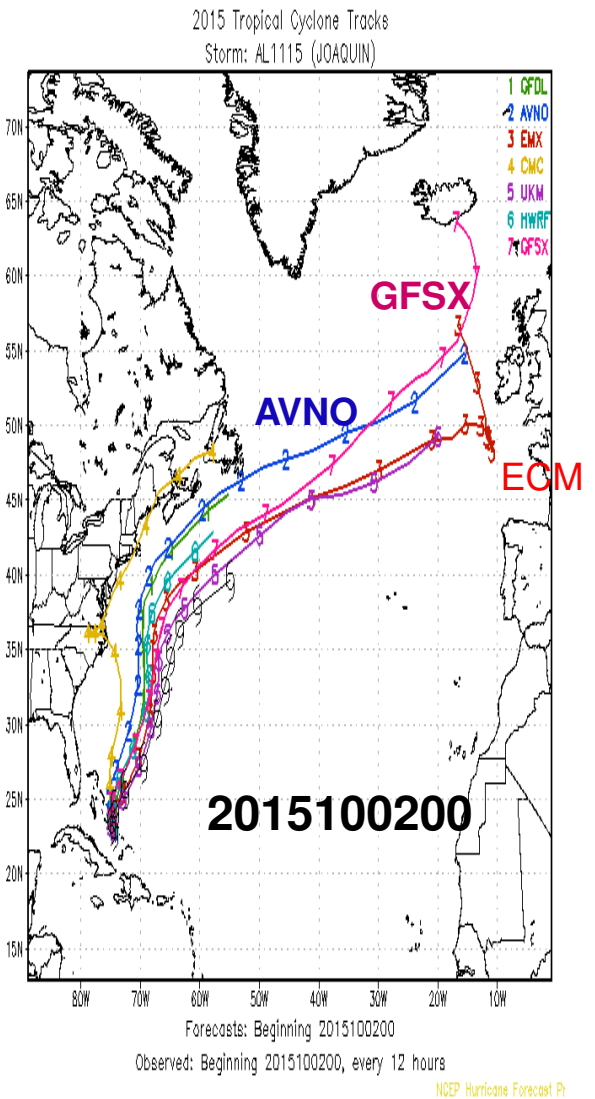 2015 Tropical Cyclone Tracks
Storm: AL1115 (JOAQUIN)
1 GFDL
2 AVNO
3 EMX
4 CMC
5 UKM
6 HWRF
7 GFSX
70N
65N
60N
55N
50N
45N
40N
35N
30N
25N
20N
15N
GFSX
AVNO
ECM
2015100200
80W 70W 60W 50W 40W 30W 20W 10W
Forecasts: Beginning 2015100200
Observed: Beginning 2015100200, every 12 hours
NCEP Hurricane Forecast Pr